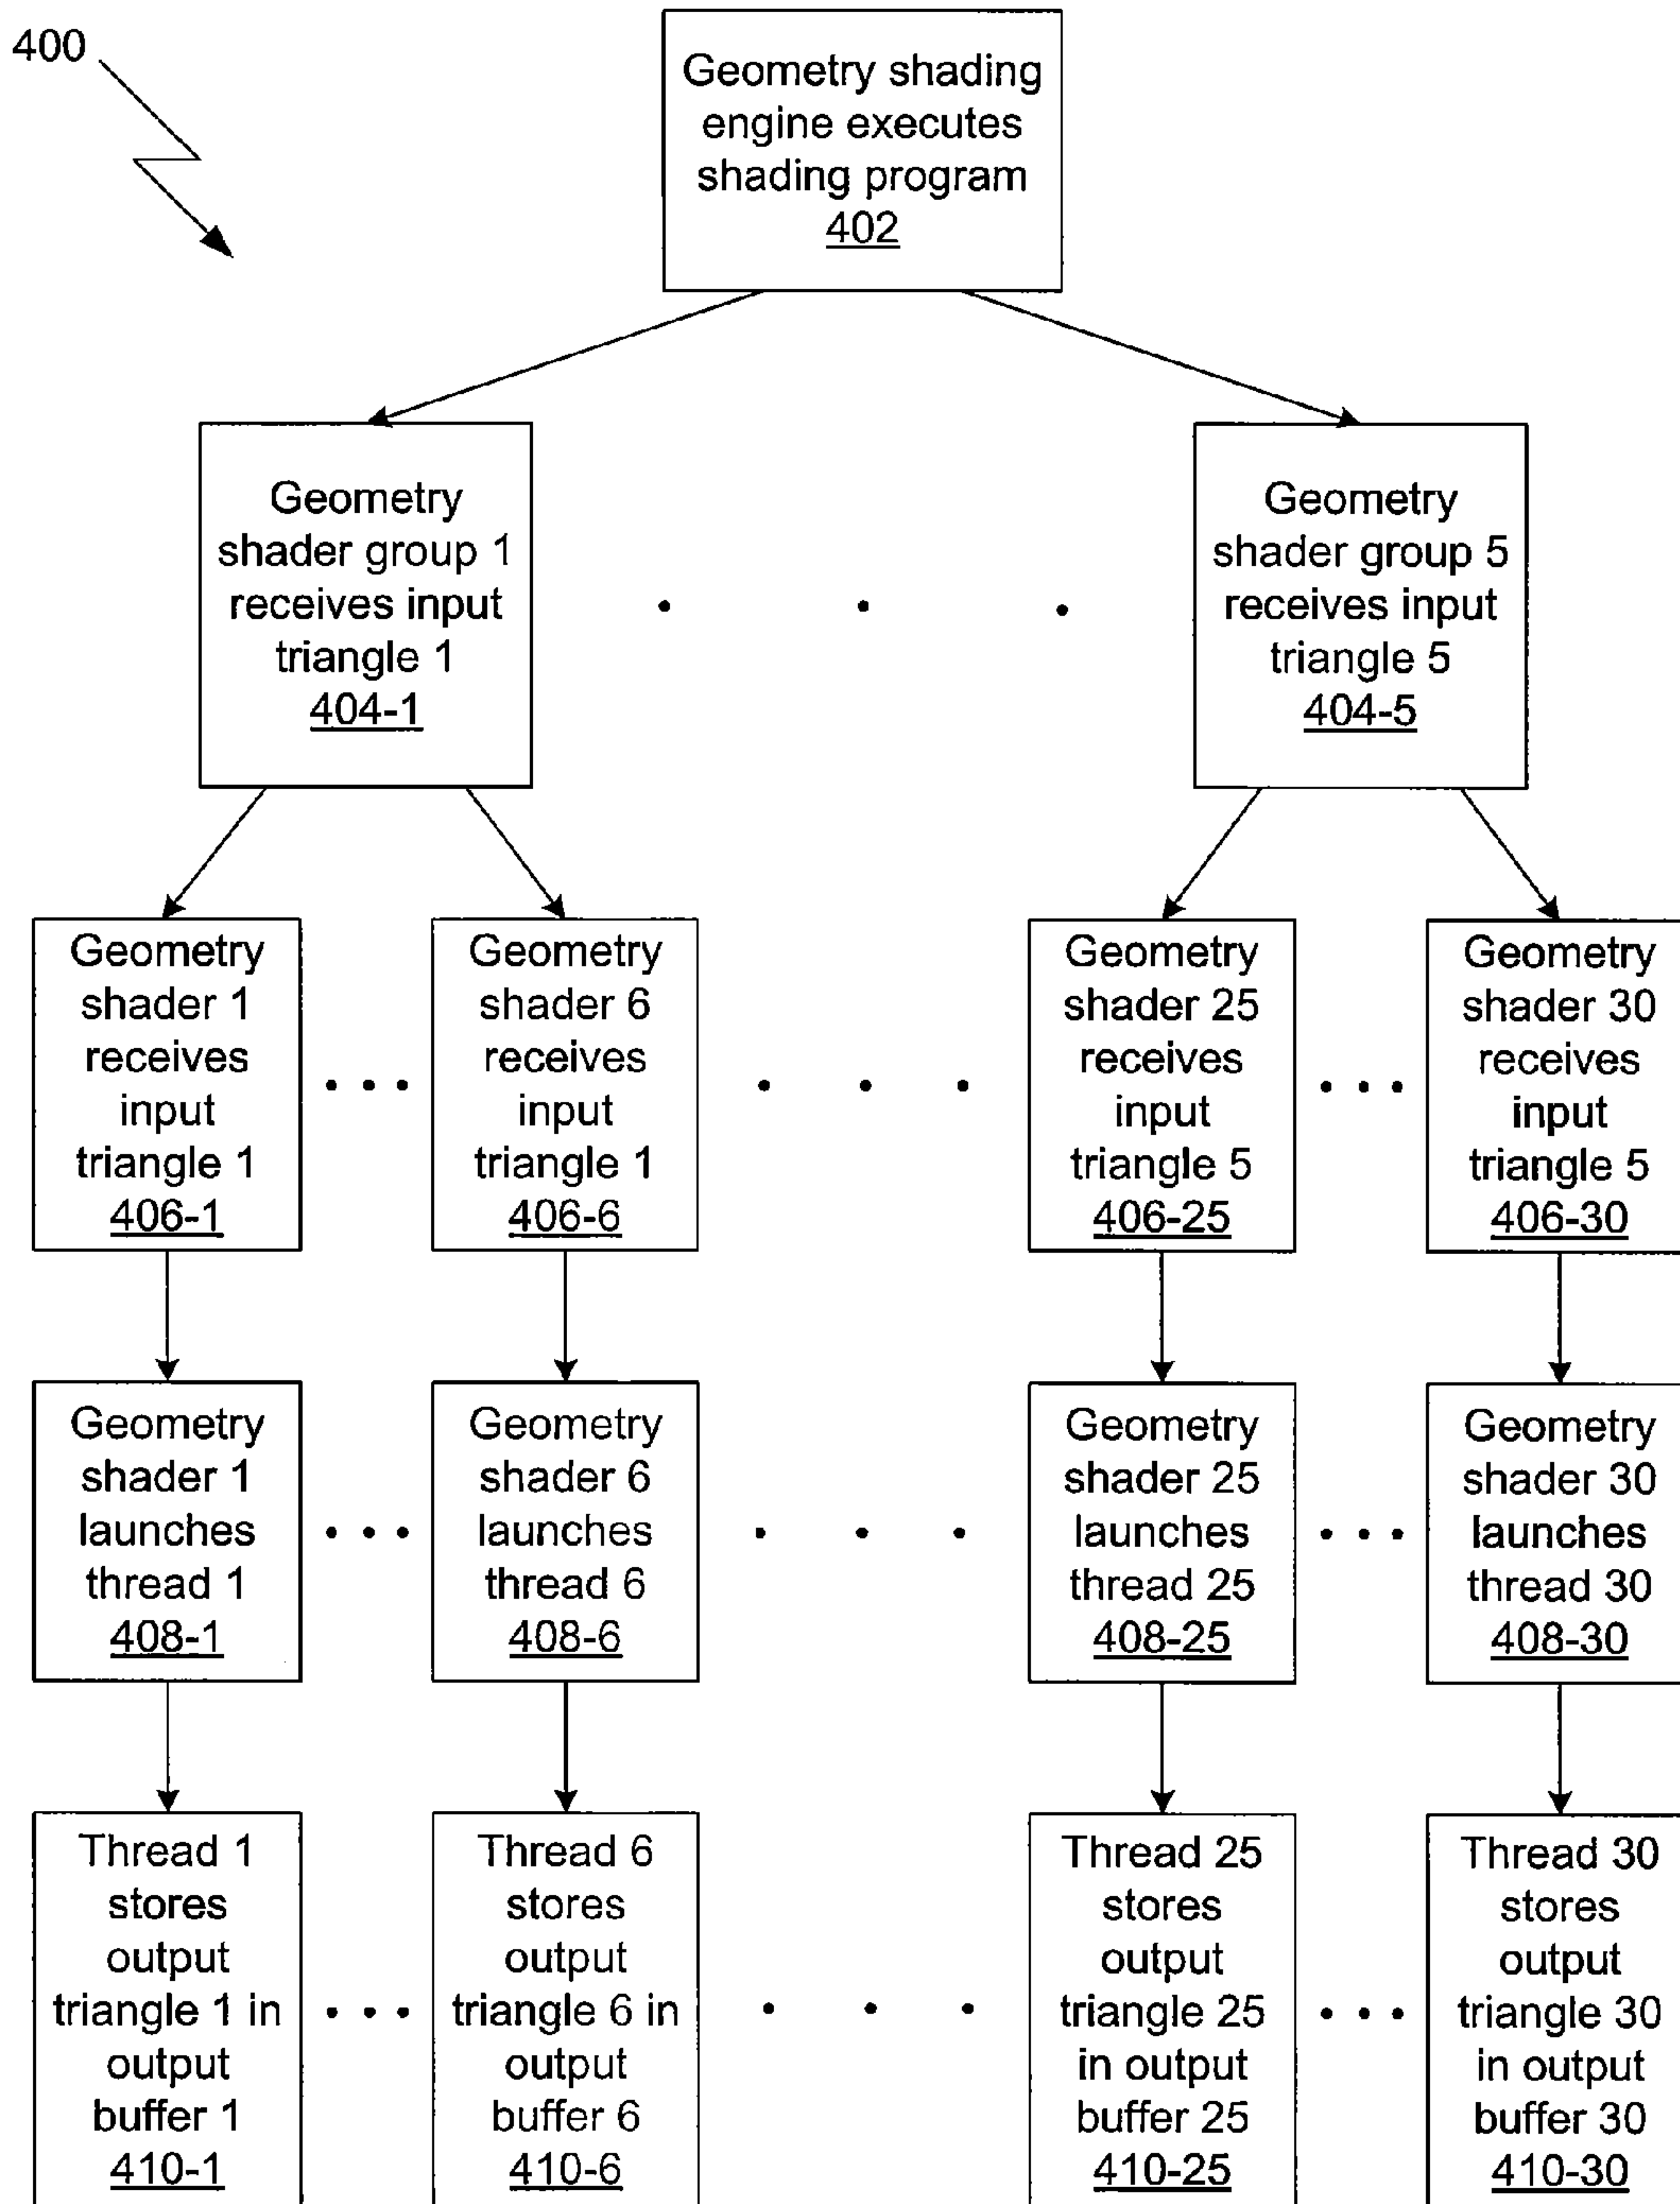 400
Geometry shading
engine executes
shading program
402
Geometry
shader group 1
receives input
triangle 1
404-1
Geometry
shader group 5
receives input
triangle 5
404-5
Geometry
shader 1
receives
input
triangle 1
406-1
Geometry
shader 6
receives
input
triangle 1
406-6
Geometry
shader 25
receives
input
triangle 5
406-25
Geometry
shader 30
receives
input
triangle 5
406-30
Geometry
shader 1
launches
thread 1
408-1
Geometry
shader 6
launches
thread 6
408-6
Geometry
shader 25
launches
thread 25
408-25
Geometry
shader 30
launches
thread 30
408-30
Thread 1
stores
output
triangle 1 in
output
buffer 1
410-1
Thread 6
stores
output
triangle 6 in
output
buffer 6
410-6
Thread 25
stores
output
triangle 25
in output
buffer 25
410-25
Thread 30
stores
output
triangle 30
in output
buffer 30
410-30